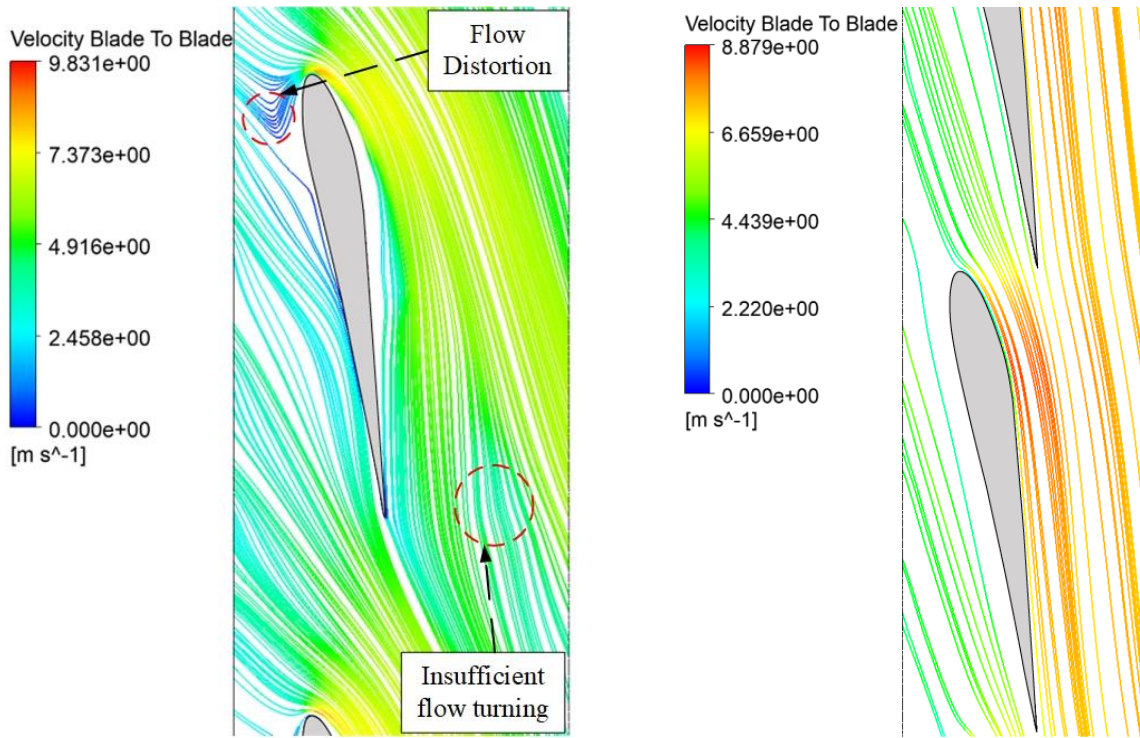 Velocity Blade To Blade
9.831e+00
7.373e+00
4.916e+00
2.458e+00
0.000e+00
[m s^-1]
Flow
Distortion
Insufficient
flow turning
Velocity Blade To Blade
8.879e+00
6.659e+00
4.439e+00
2.220e+00
0.000e+00
[m s^-1]